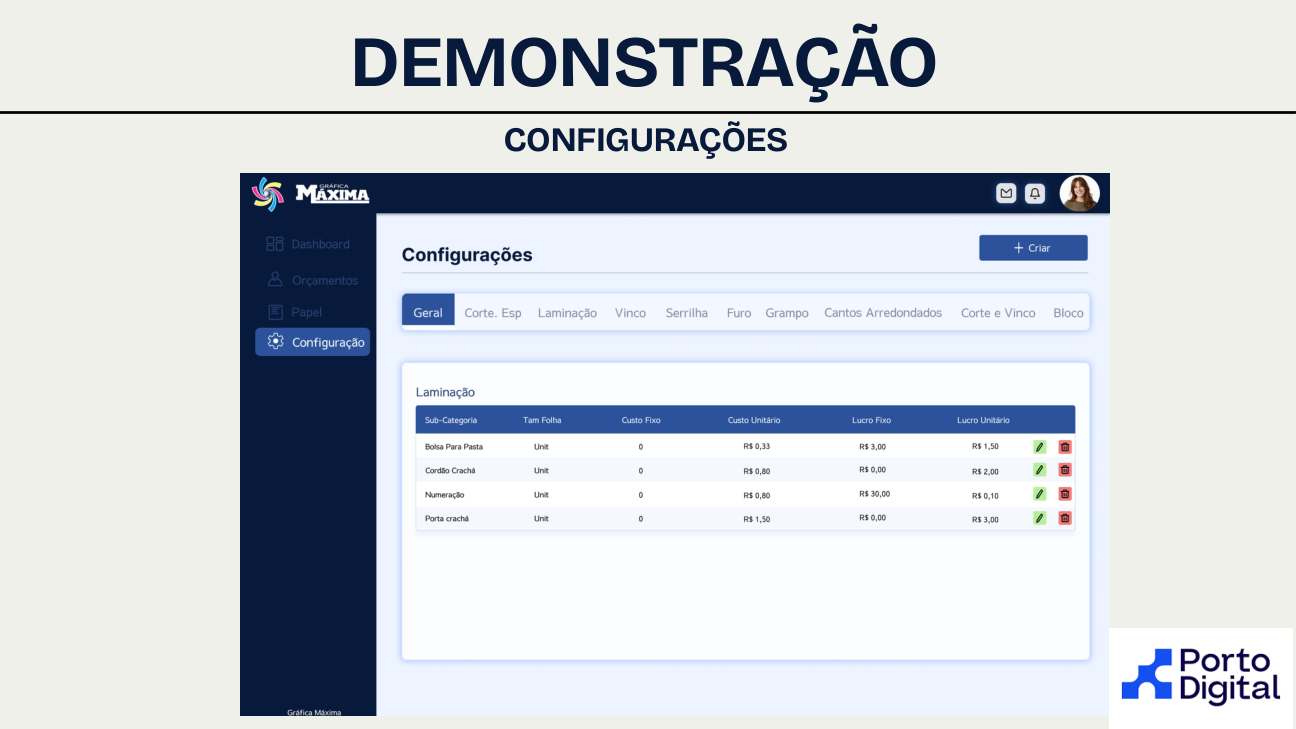 DEMONSTRAÇÃO
CONFIGURAÇÕES
GRÁFICA
MÁXIMA
Dashboard
Orçamentos
Papel
Configuração
Gráfica Máxima
Configurações
+ Criar
Geral Corte. Esp Laminação Vinco Serrilha Furo Grampo Cantos Arredondados Corte e Vinco Bloco
Laminação
Sub-Categoria Tam Folha Custo Fixo Custo Unitário Lucro Fixo Lucro Unitário
Bolsa Para Pasta Unit 0 R$ 0,33 R$ 3,00 R$ 1,50
Cordão Crachá Unit 0 R$ 0,80 R$ 0,00 R$ 2,00
Numeração Unit 0 R$ 0,80 R$ 30,00 R$ 0,10
Porta crachá Unit 0 R$ 1,50 R$ 0,00 R$ 3,00
Porto
Digital